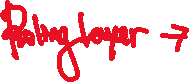 Pooling Layer →